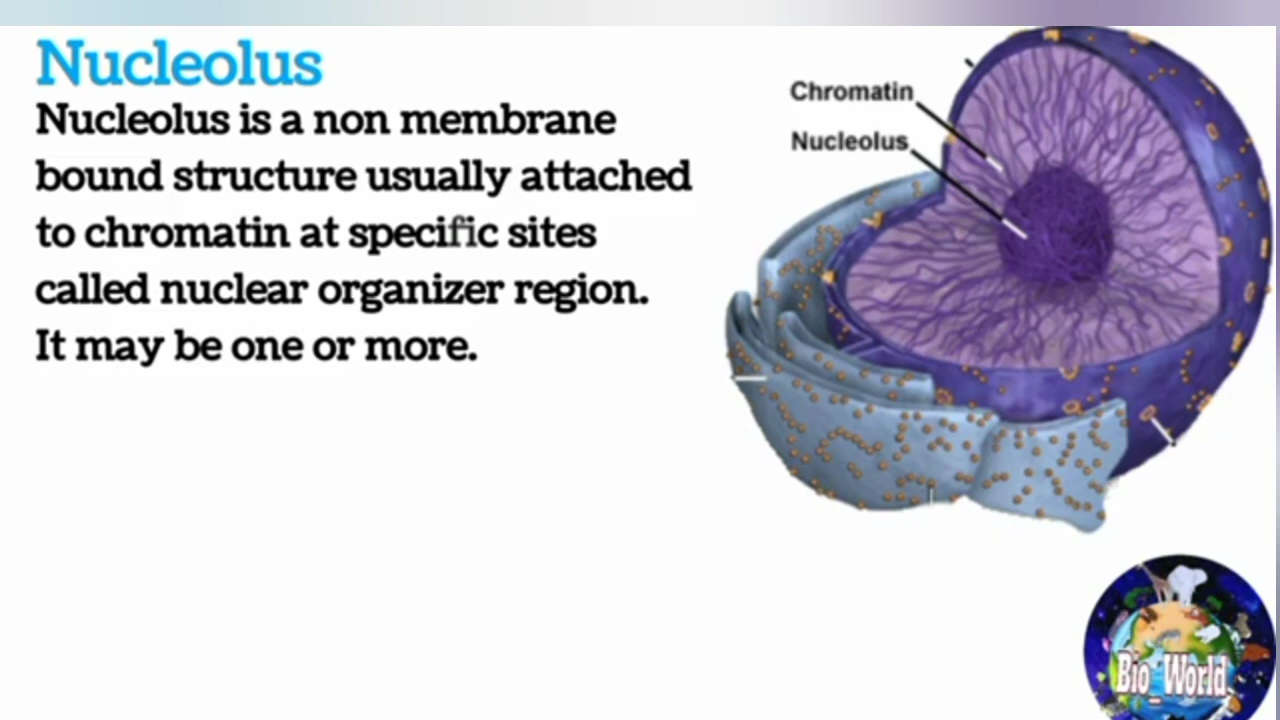 Nucleolus
Nucleolus is a non membrane
bound structure usually attached
to chromatin at specific sites
called nuclear organizer region.
It may be one or more.
Chromatin
Nucleolus
Bio_World